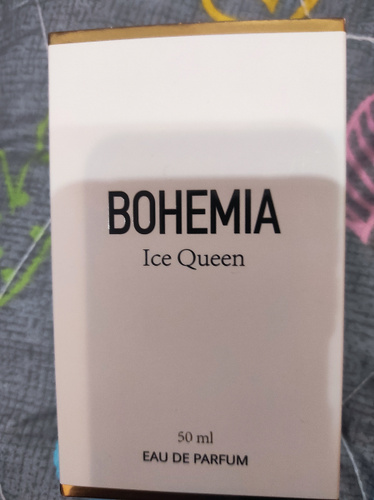 BOHEMIA
Ice Queen
50 ml
EAU DE PARFUM